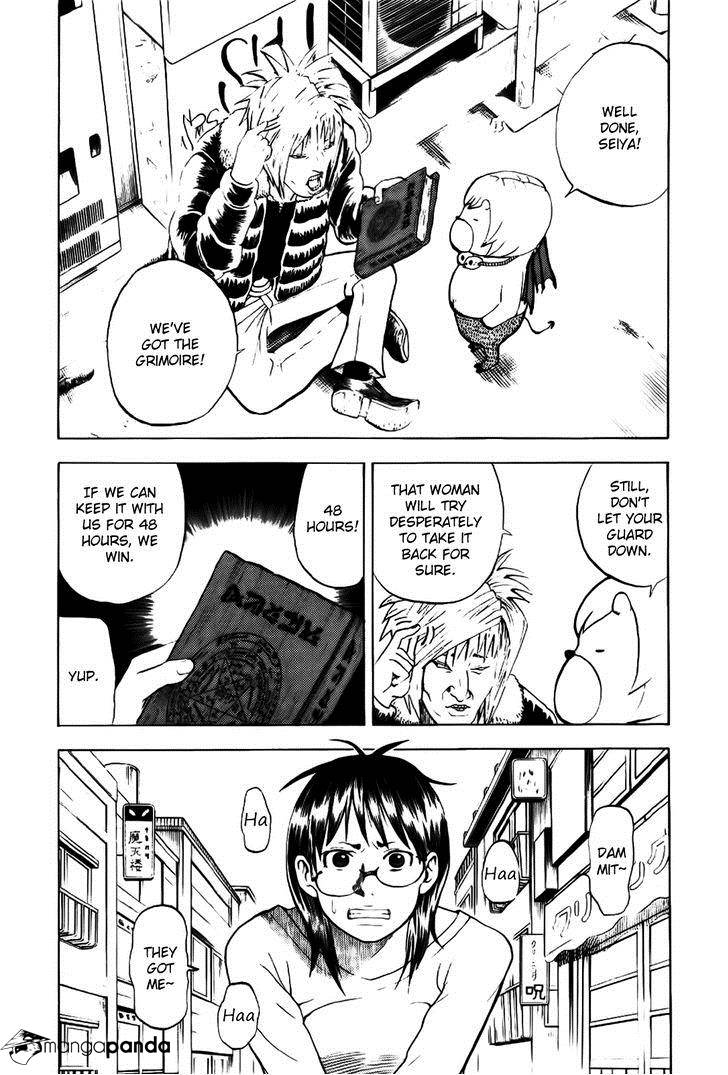 WELL
DONE,
SEIYA!
WE'VE
GOT THE
GRIMOIRE!
STILL,
DON'T
LET YOUR
GUARD
DOWN.
THAT WOMAN
WILL TRY
DESPERATELY
TO TAKE IT
BACK FOR
SURE.
48
HOURS!
IF WE CAN
KEEP IT WITH
US FOR 48
HOURS, WE
WIN.
YUP.
DAM
MIT~
Haa
Ha
THEY
GOT
ME~
Haa
魔天楼
呪
mangapanda